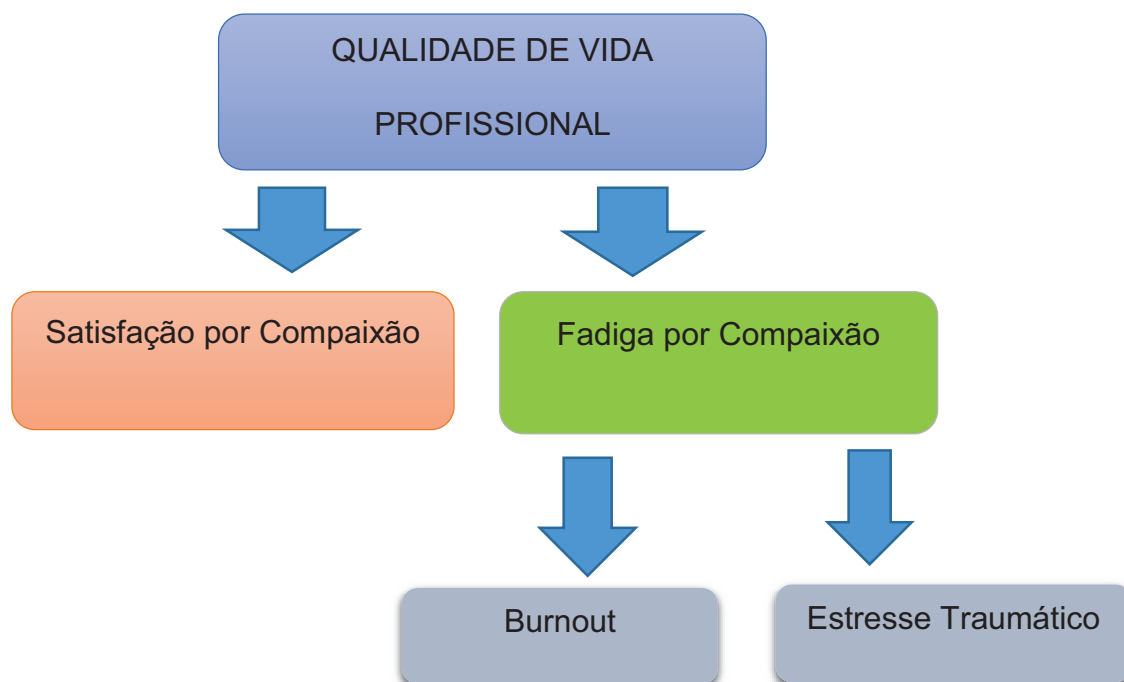 QUALIDADE DE VIDA
PROFISSIONAL
Satisfação por Compaixão
Fadiga por Compaixão
Burnout
Estresse Traumático